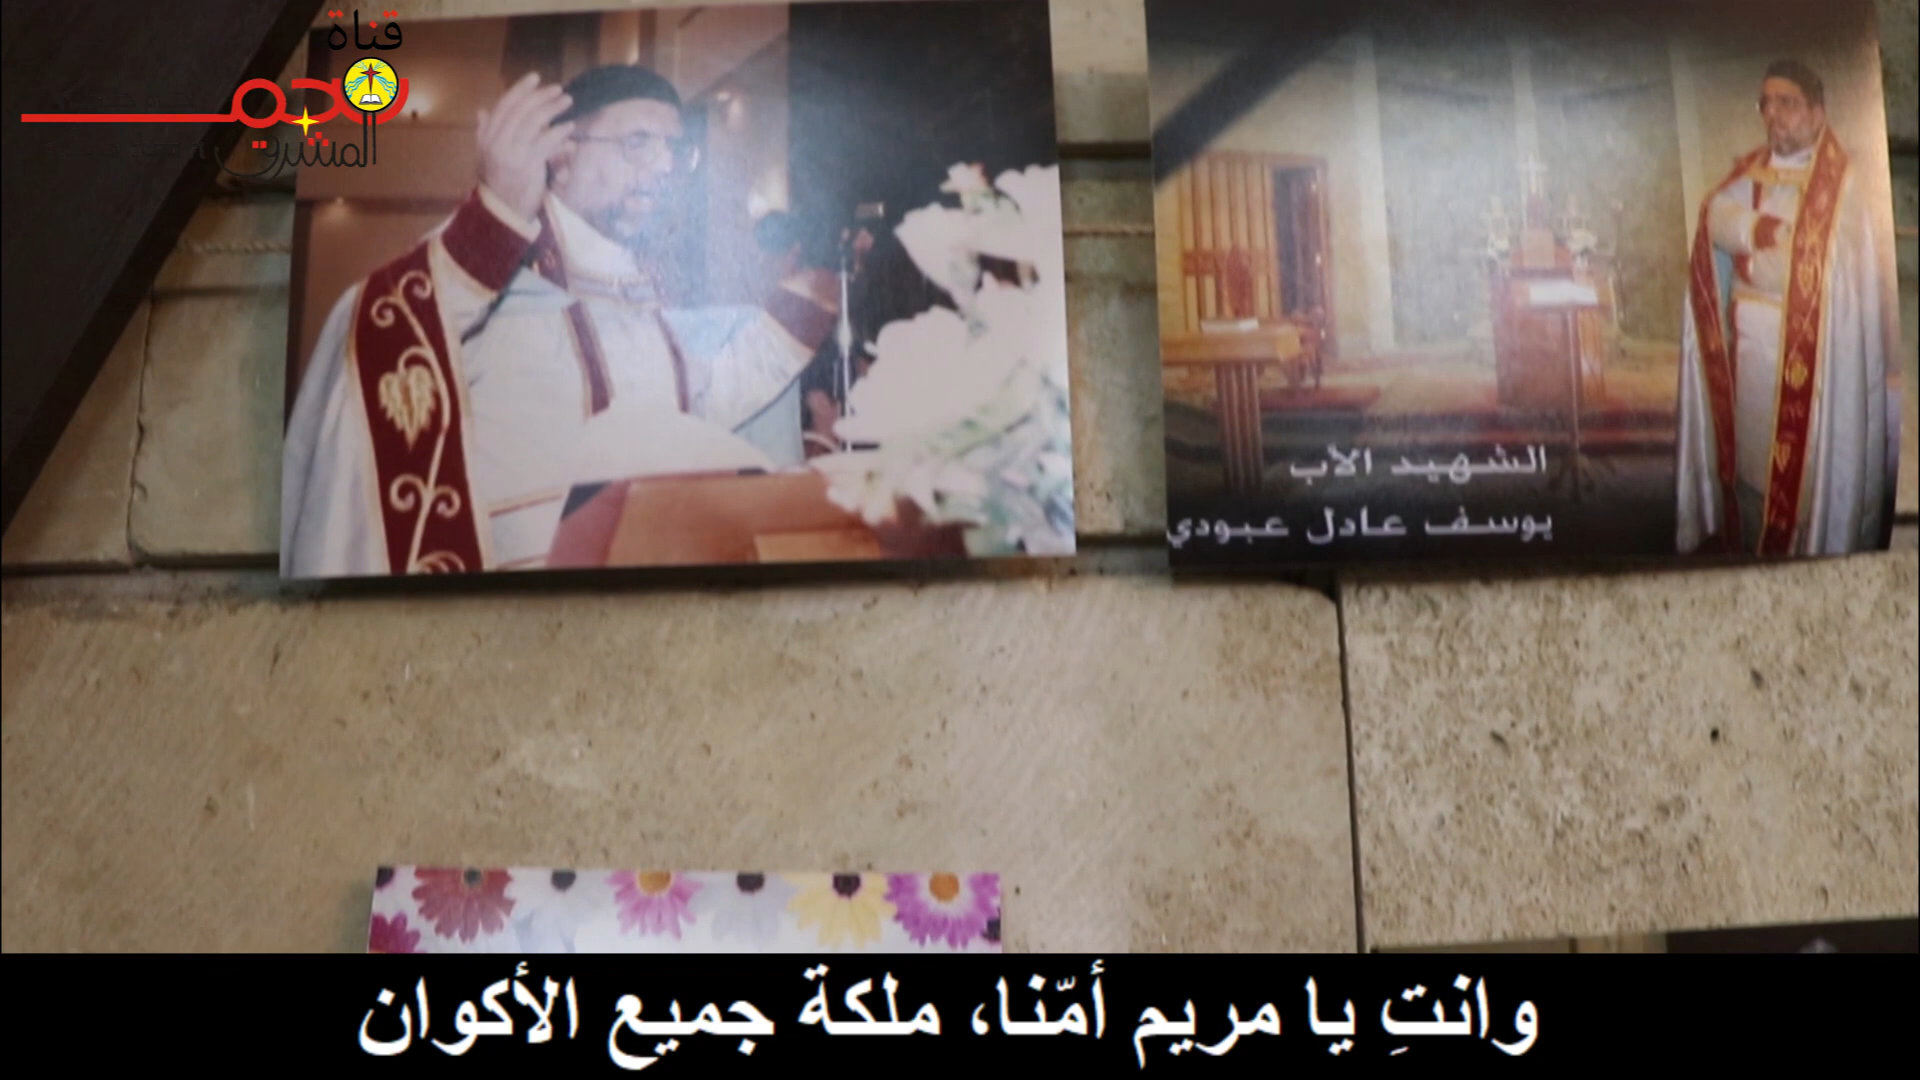 قناة
نجم
المشرق
الشهيد الأب
يوسف عادل عبودي
وانتِ يا مريم أمّنا، ملكة جميع الأكوان